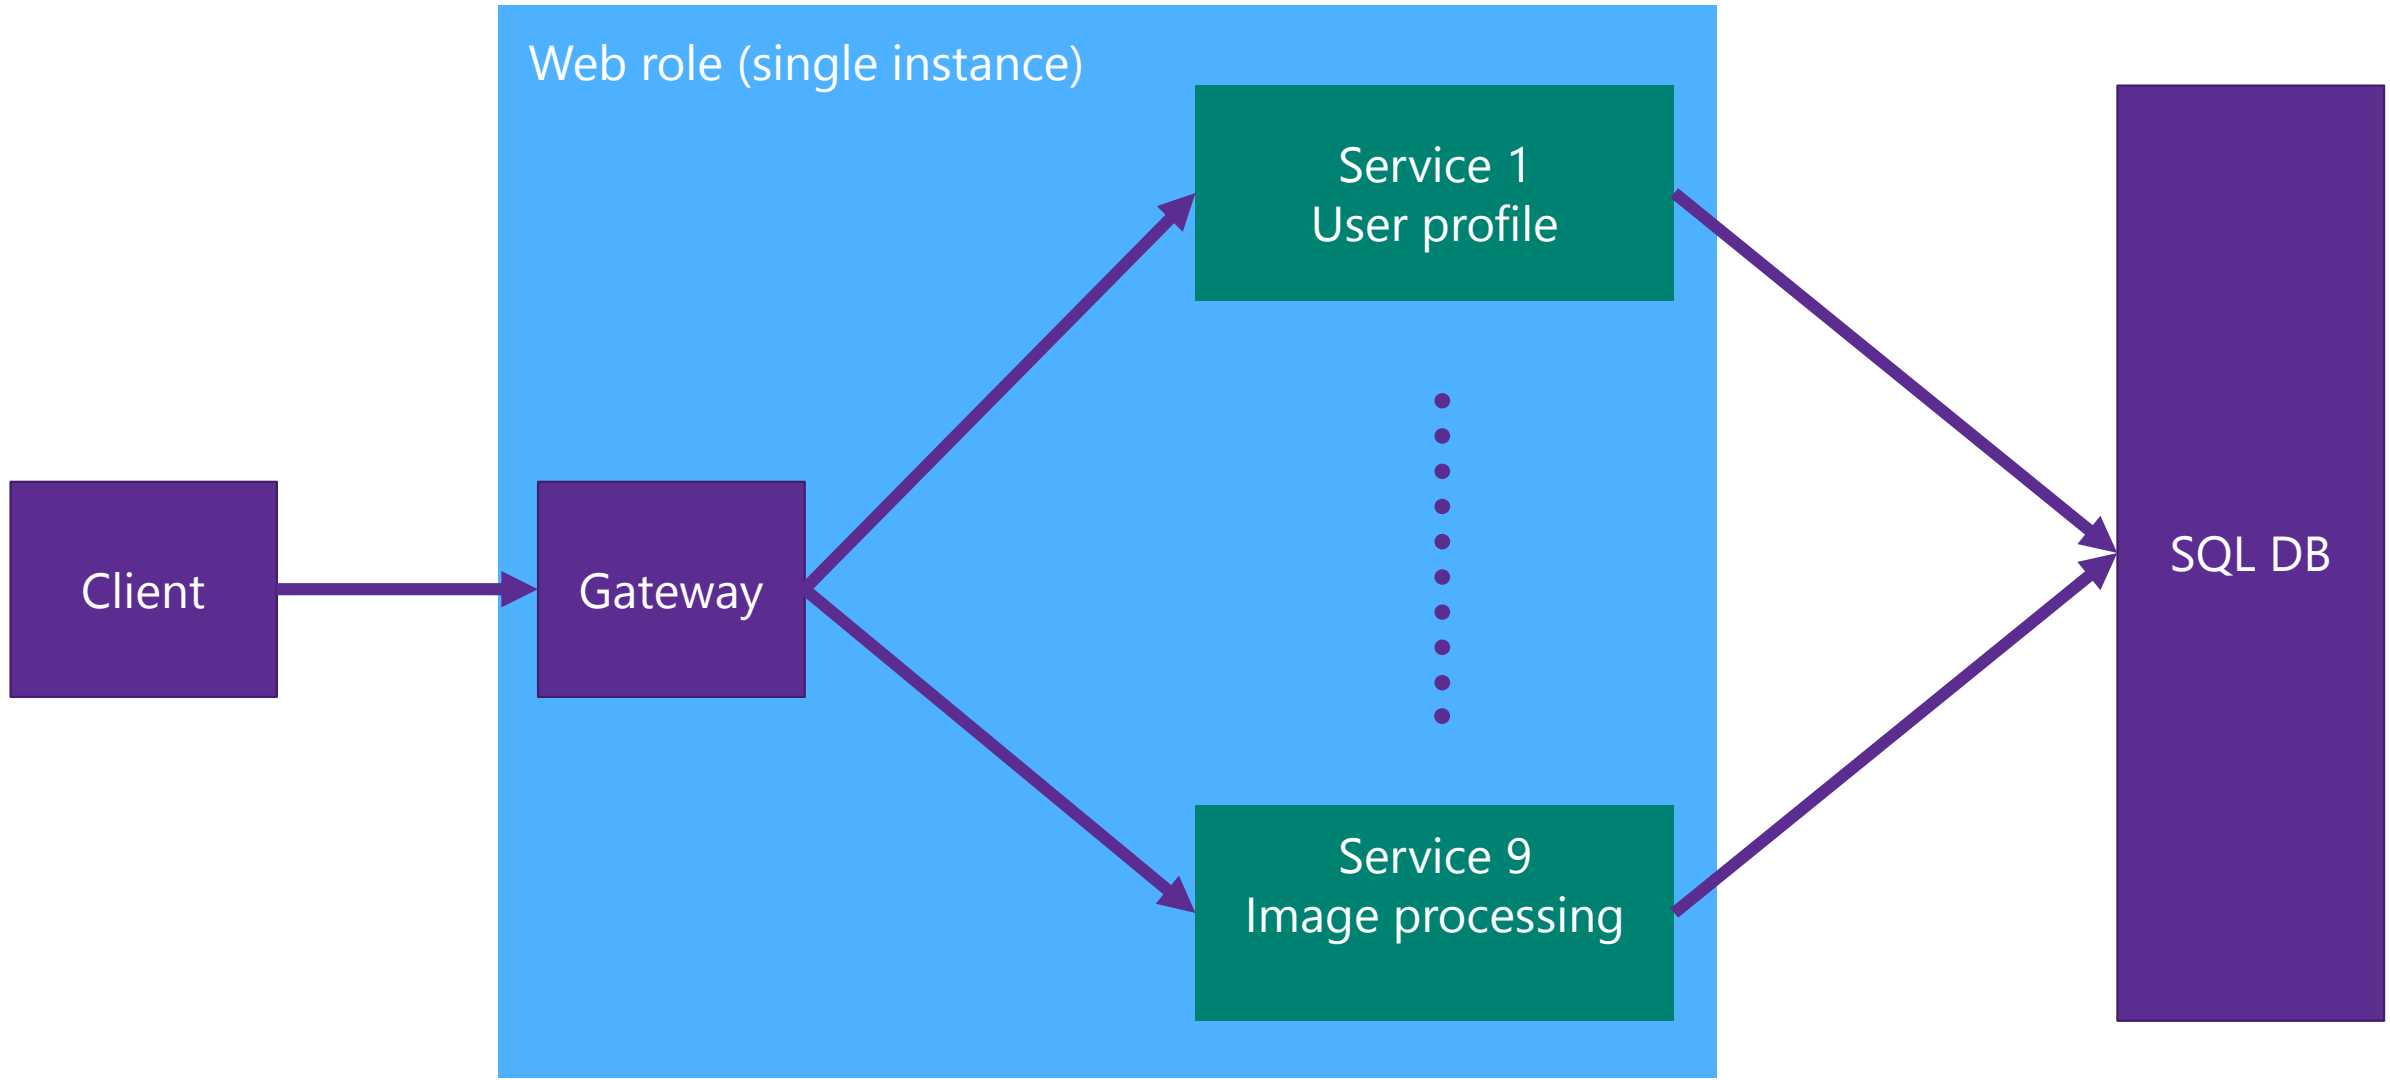 Web role (single instance)
Service 1
User profile
Client
Gateway
SQL DB
Service 9
Image processing